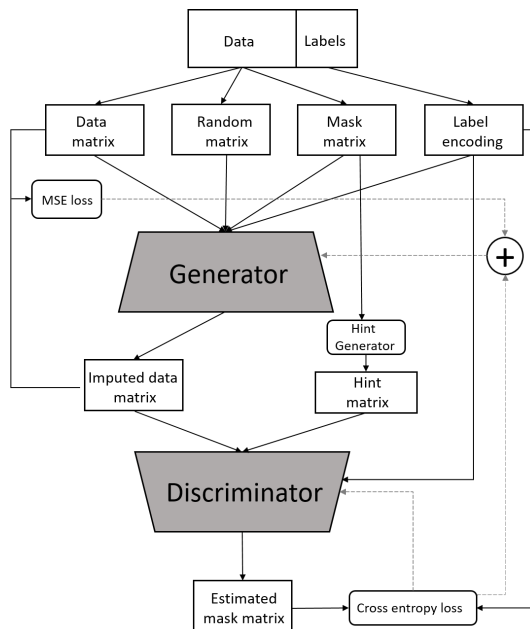 Data
Labels
Data
matrix
Random
matrix
Mask
matrix
Label
encoding
MSE loss
+
Generator
Hint
Generator
Imputed data
matrix
Hint
matrix
Discriminator
Estimated
mask matrix
Cross entropy loss